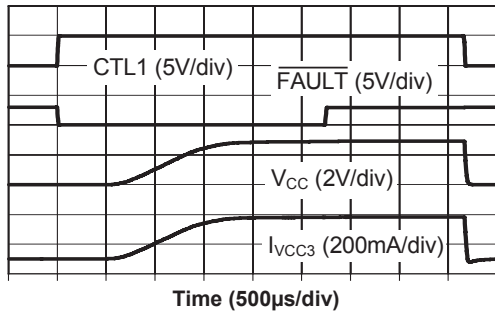 CTL1 (5V/div)
FAULT (5V/div)
VCC (2V/div)
IVCC3 (200mA/div)
Time (500µs/div)